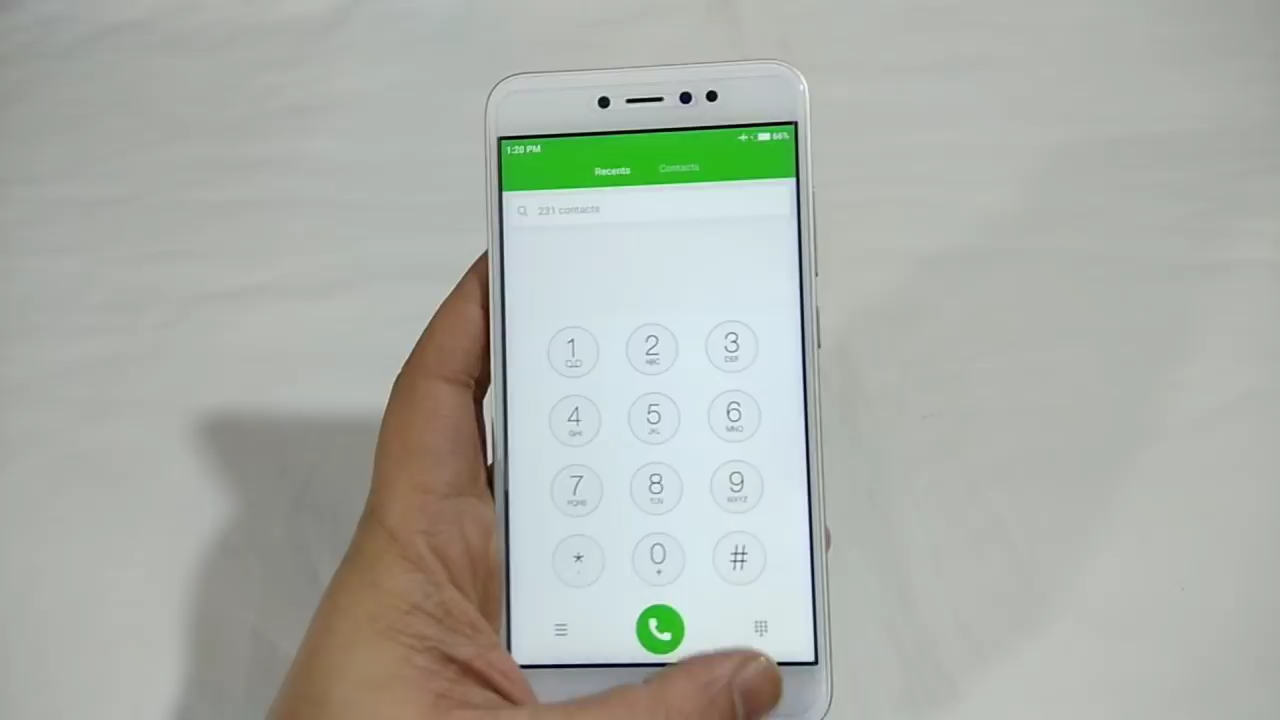 1:20 PM 66%
Recents Contacts
231 contacts
1 2 3
ABC DEF
4 5 6
GHI JKL MNO
7 8 9
PQRS TUV WXYZ
* 0 #
+